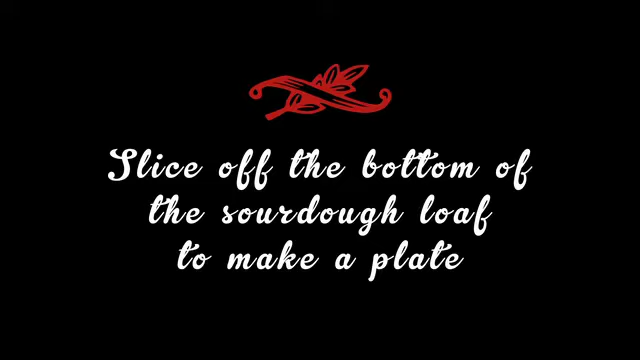 Slice off the bottom of
the sourdough loaf
to make a plate